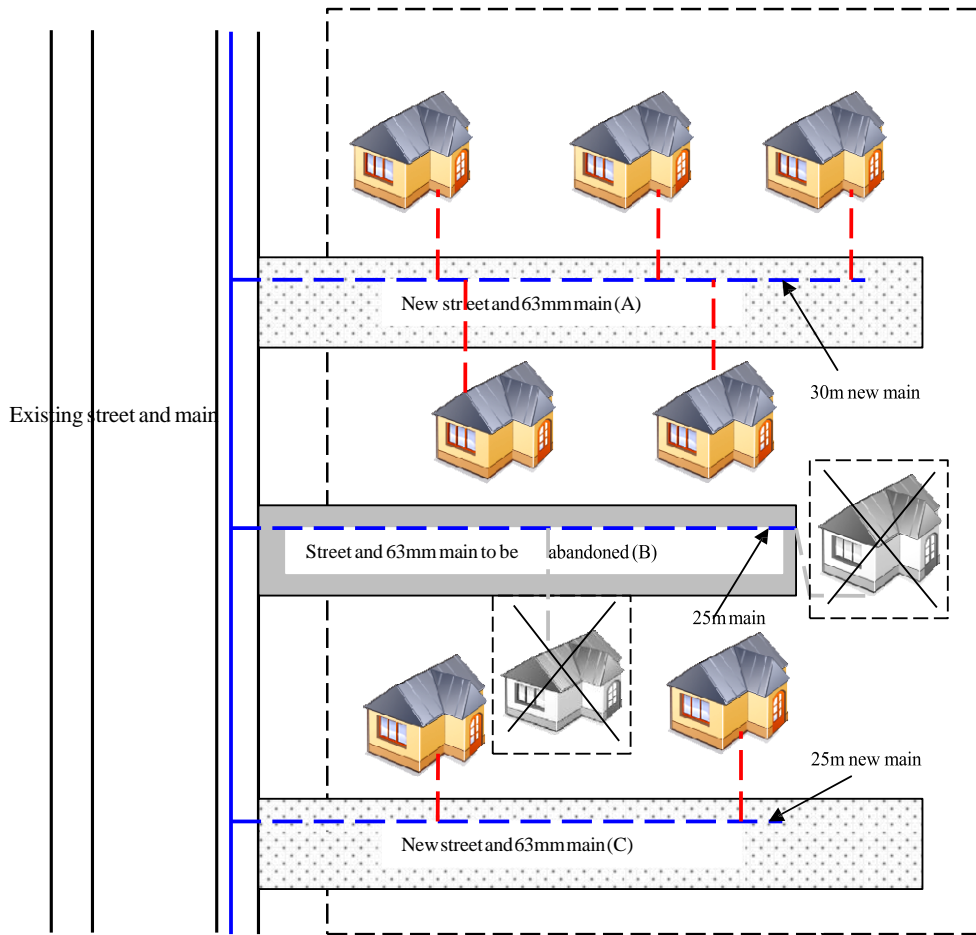 New street and 63mm main (A)
30m new main
Existing street and main
Street and 63mm main to be abandoned (B)
25m main
25m new main
New street and 63mm main (C)